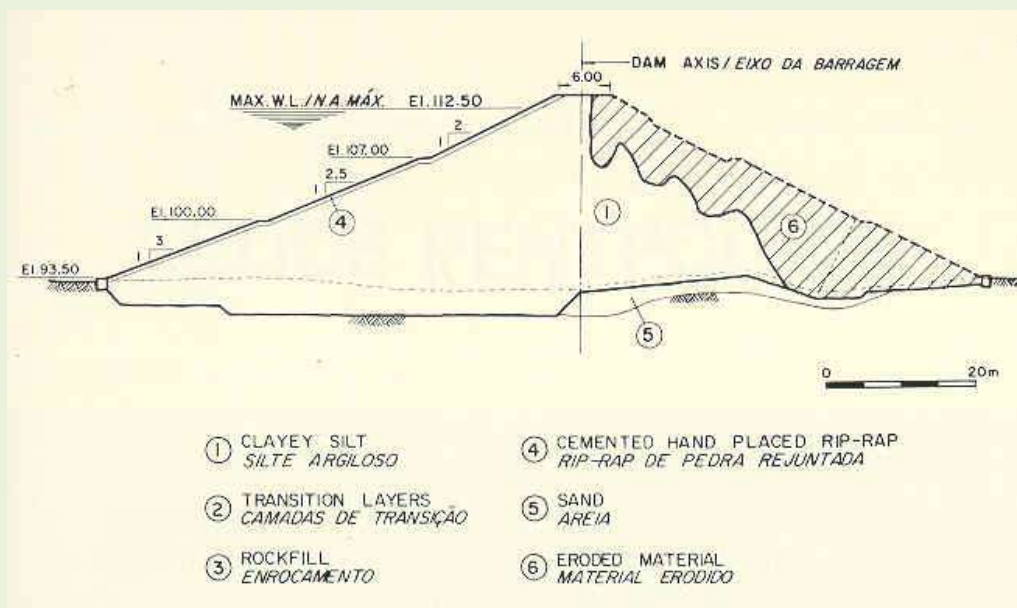 DAM AXIS/EIXO DA BARRAGEM
6.00
MAX. W.L./N.A. MÁX. El. 112.50
1 2
El.107.00
1 2.5
1
4
El.100.00
6
1 3
El.93.50
5
0 20m
1 CLAYEY SILT
SILTE ARGILOSO
2 TRANSITION LAYERS
CAMADAS DE TRANSIÇÃO
3 ROCKFILL
ENROCAMENTO
4 CEMENTED HAND PLACED RIP-RAP
RIP-RAP DE PEDRA REJUNTADA
5 SAND
AREIA
6 ERODED MATERIAL
MATERIAL ERODIDO